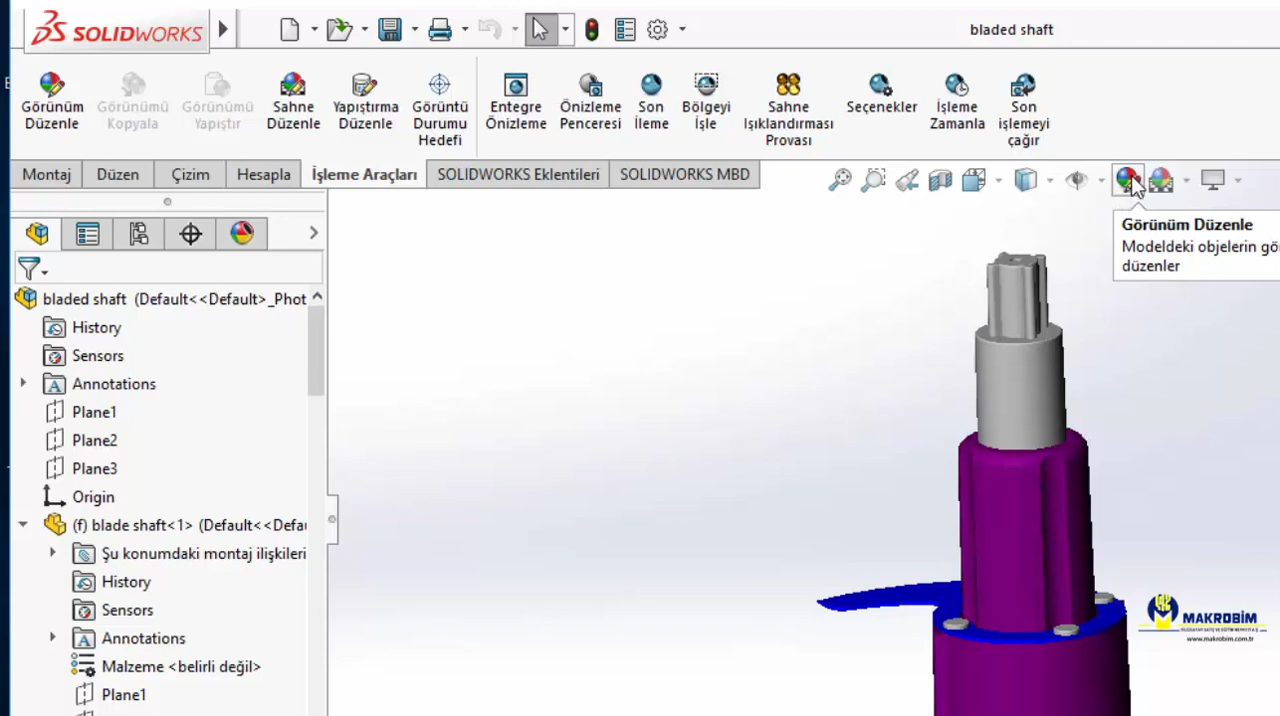 SOLIDWORKS
bladed shaft
Görünüm Düzenle
Görünümü Kopyala
Görünümü Yapıştır
Sahne Düzenle
Yapıştırma Düzenle
Görüntü Durumu Hedefi
Entegre Önizleme
Önizleme Penceresi
Son İleme
Bölgeyi İşle
Sahne Işıklandırması Provası
Seçenekler
İşleme Zamanla
Son işlemeyi çağır
Montaj
Düzen
Çizim
Hesapla
İşleme Araçları
SOLIDWORKS Eklentileri
SOLIDWORKS MBD
Görünüm Düzenle
Modeldeki objelerin gö
düzenler
bladed shaft (Default<<Default>_Phot
History
Sensors
Annotations
Plane1
Plane2
Plane3
Origin
(f) blade shaft<1> (Default<<Defau
Şu konumdaki montaj ilişkileri
History
Sensors
Annotations
Malzeme <belirli değil>
Plane1
MAKROBİM
www.makrobim.com.tr